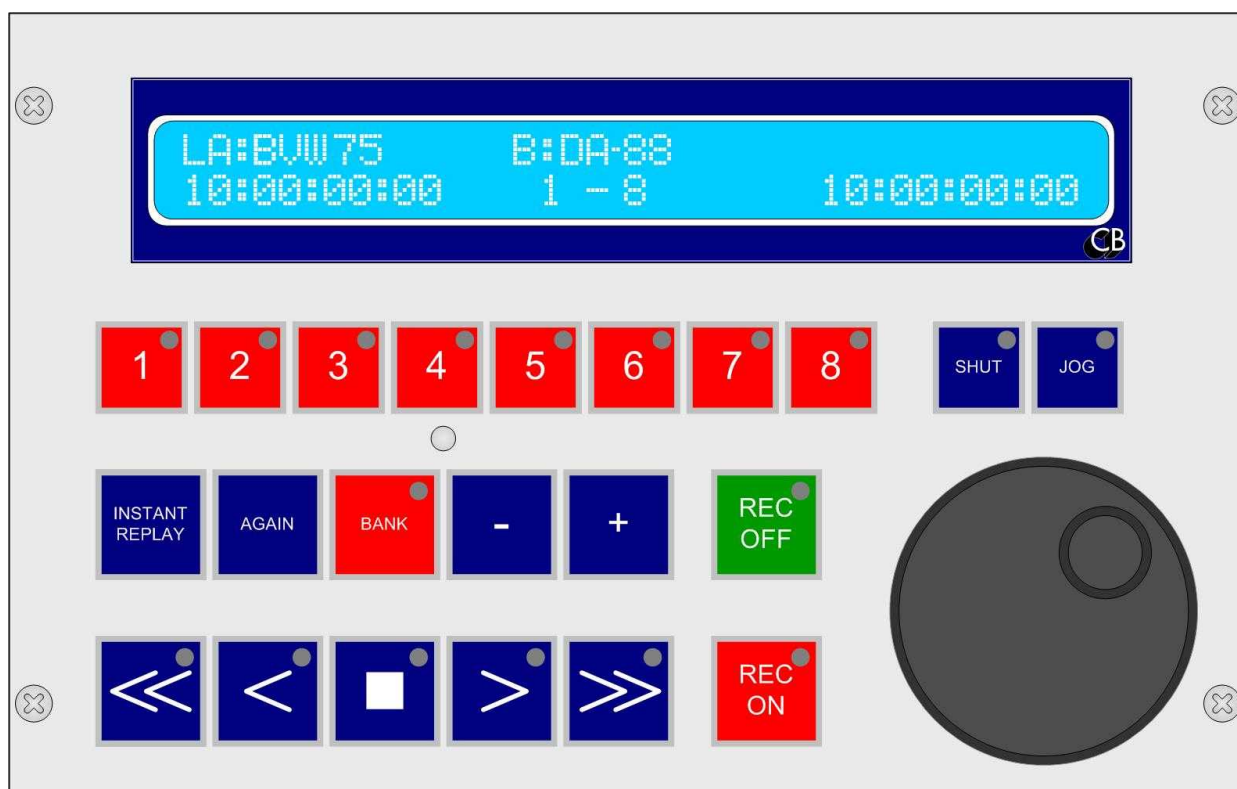 LA:BVW75 B:DA-88
10:00:00:00 1 - 8 10:00:00:00
CB
1 2 3 4 5 6 7 8 SHUT JOG
INSTANT REPLAY AGAIN BANK - + REC OFF
<< < ■ > >> REC ON